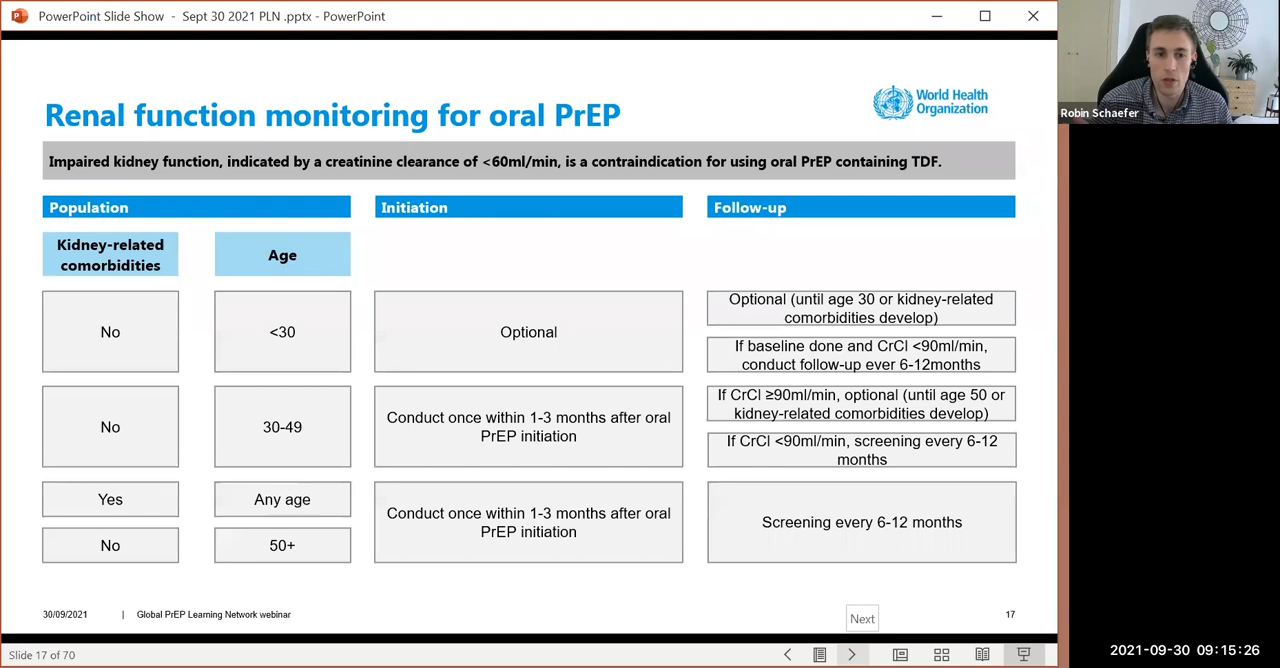 PowerPoint Slide Show - Sept 30 2021 PLN .pptx - PowerPoint
Robin Schaefer
Renal function monitoring for oral PrEP
World Health
Organization
Impaired kidney function, indicated by a creatinine clearance of <60ml/min, is a contraindication for using oral PrEP containing TDF.
Population
Initiation
Follow-up
Kidney-related
comorbidities
Age
No
<30
Optional
Optional (until age 30 or kidney-related
comorbidities develop)
If baseline done and CrCl <90ml/min,
conduct follow-up ever 6-12months
No
30-49
Conduct once within 1-3 months after oral
PrEP initiation
If CrCl ≥90ml/min, optional (until age 50 or
kidney-related comorbidities develop)
If CrCl <90ml/min, screening every 6-12
months
Yes
Any age
No
50+
Conduct once within 1-3 months after oral
PrEP initiation
Screening every 6-12 months
30/09/2021 | Global PrEP Learning Network webinar
Next
17
Slide 17 of 70
2021-09-30 09:15:26